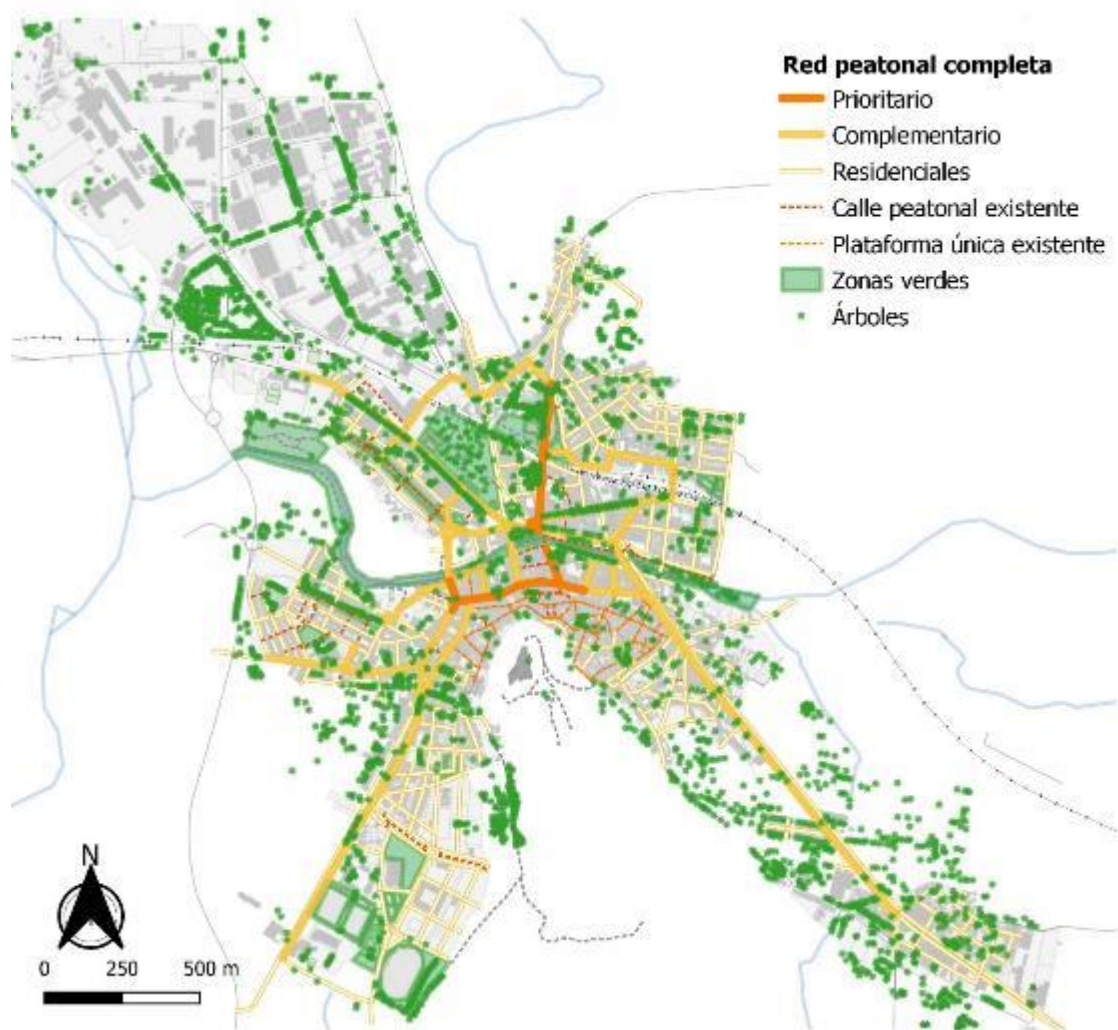 Red peatonal completa
Prioritario
Complementario
Residenciales
Calle peatonal existente
Plataforma única existente
Zonas verdes
Árboles
N
0 250 500 m